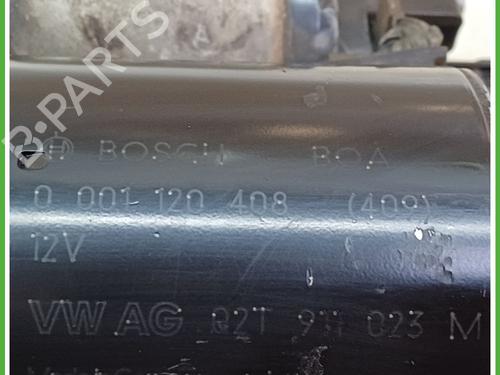 B-PARTS
BOSCH BOA
0 001 120 408 (409)
12V
VW AG 02T 911 023 M